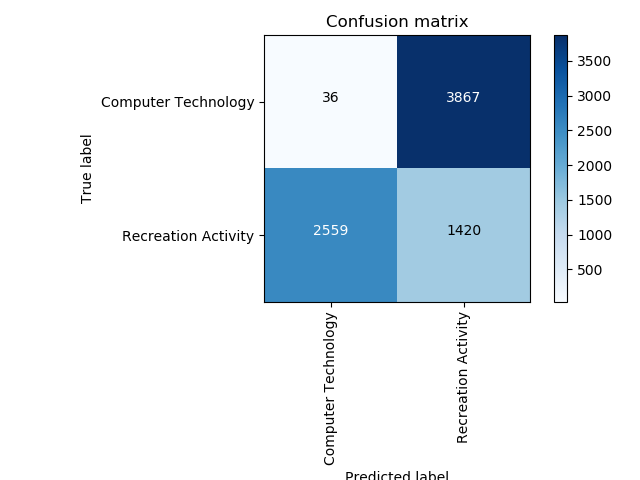 Confusion matrix
True label
Computer Technology
36
3867
Recreation Activity
2559
1420
3500
3000
2500
2000
1500
1000
500
Computer Technology
Recreation Activity
Predicted label